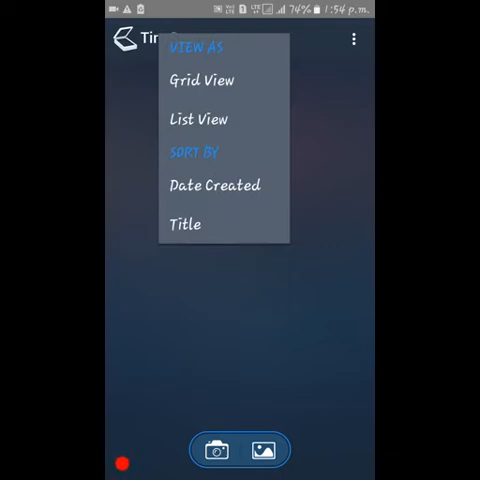 74% 1:54 p.m.
VIEW AS
Grid View
List View
SORT BY
Date Created
Title